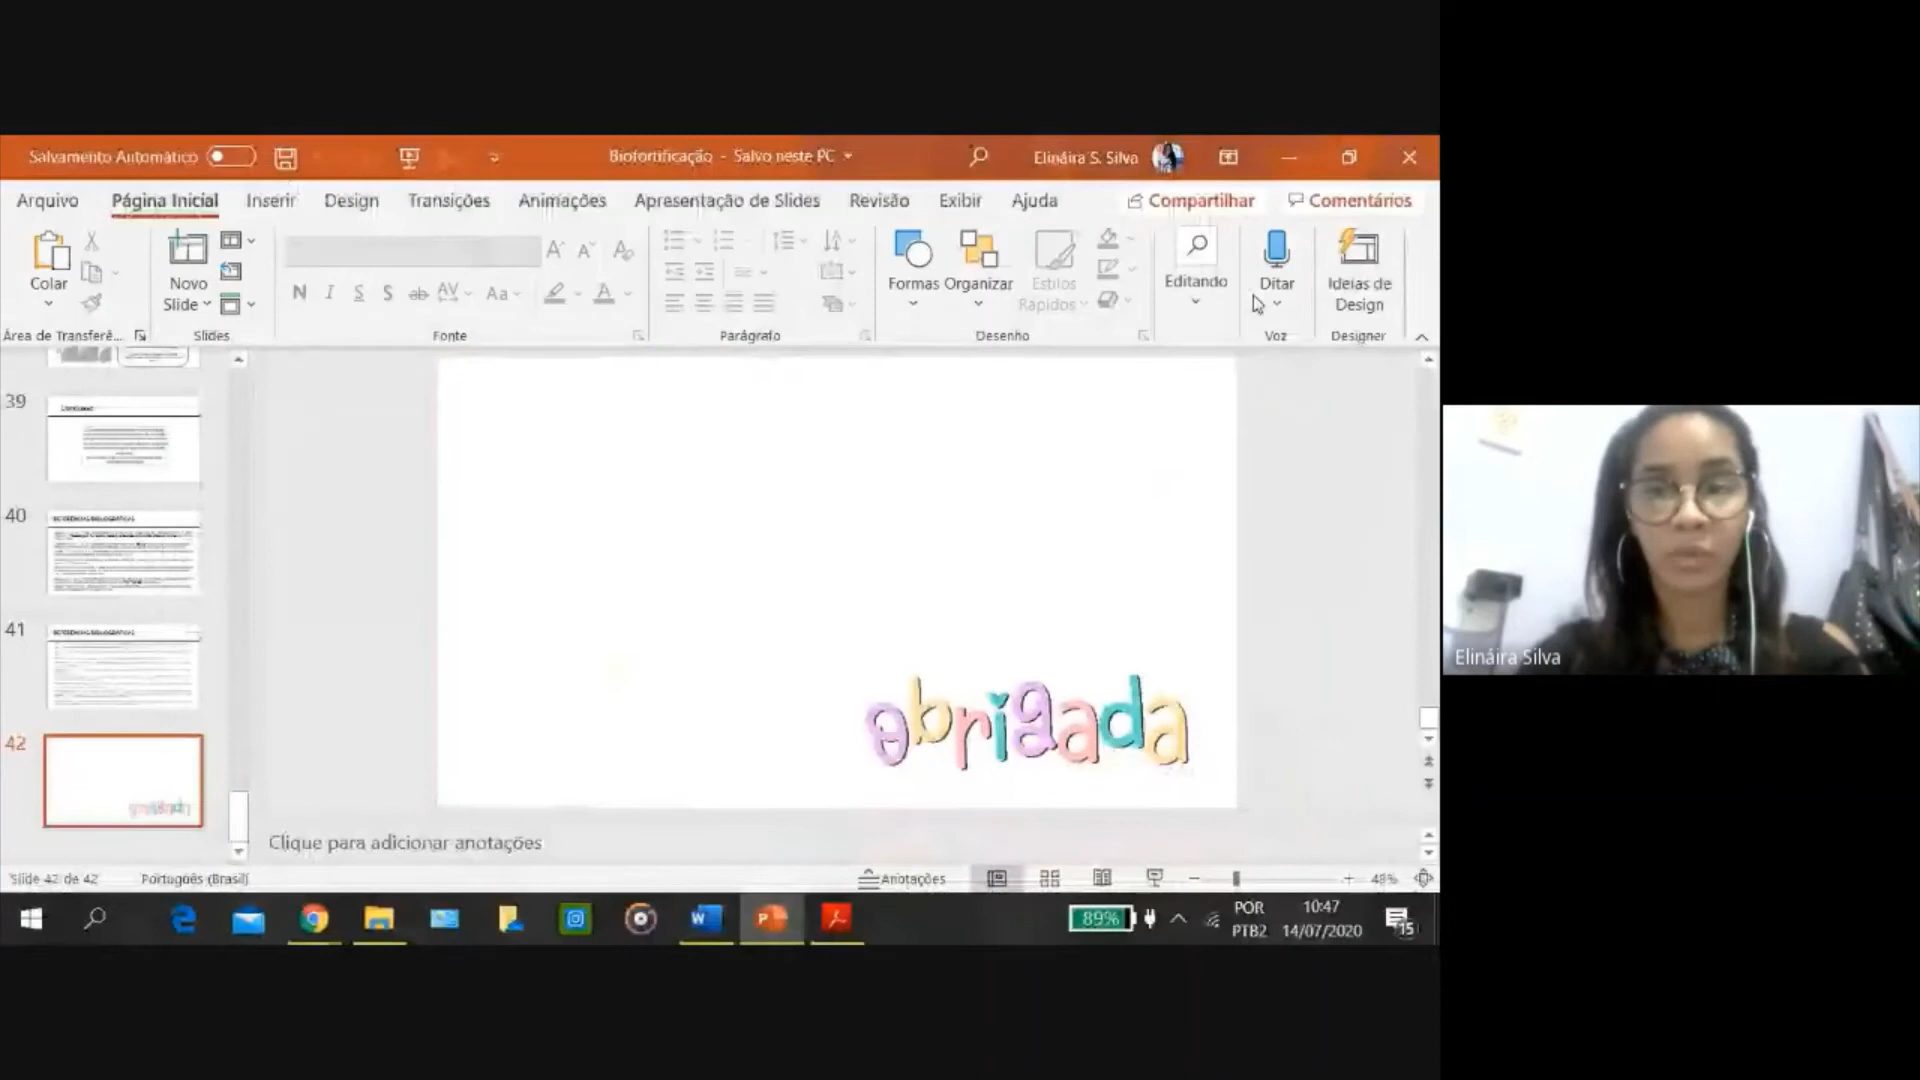 Salvamento Automático
Biofortificação - Salvo neste PC
Elináira S. Silva
Arquivo
Página Inicial
Inserir
Design
Transições
Animações
Apresentação de Slides
Revisão
Exibir
Ajuda
Compartilhar
Comentários
Colar
Novo
Slide
N I S S ab AV Aa A
Formas
Organizar
Estilos
Rápidos
Editando
Ditar
Ideias de
Design
Área de Transferê...
Slides
Fonte
Parágrafo
Desenho
Voz
Designer
39
40
41
42
obrigada
Elináira Silva
Clique para adicionar anotações
Slide 42 de 42
Português (Brasil)
Anotações
48%
89%
POR
PTB2
10:47
14/07/2020
15